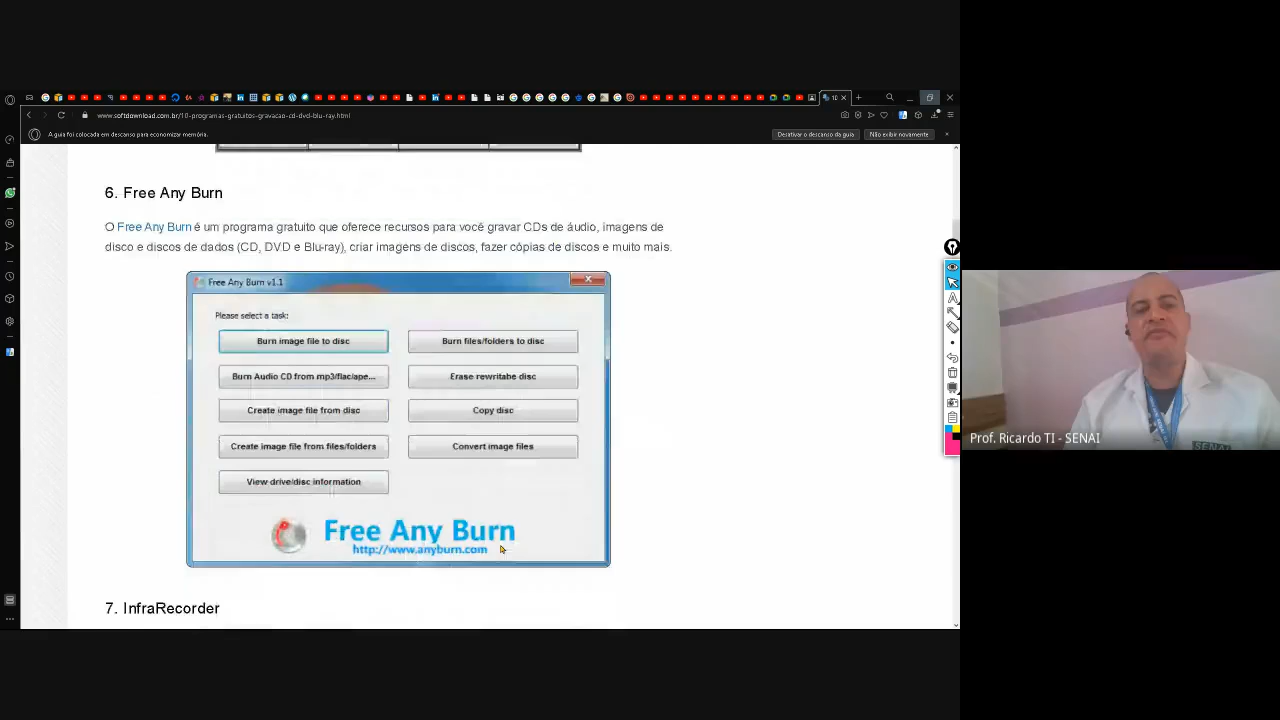 10
www.softdownload.com.br/10-programas-gratuitos-gravacao-cd-dvd-blu-ray.html
A guia foi colocada em descanso para economizar memória.
Desativar o descanso da guia
Não exibir novamente
6. Free Any Burn
O Free Any Burn é um programa gratuito que oferece recursos para você gravar CDs de áudio, imagens de
disco e discos de dados (CD, DVD e Blu-ray), criar imagens de discos, fazer cópias de discos e muito mais.
Free Any Burn v1.1
Please select a task:
Burn image file to disc
Burn files/folders to disc
Burn Audio CD from mp3/flac/ape...
Erase rewritabe disc
Create image file from disc
Copy disc
Create image file from files/folders
Convert image files
View drive/disc information
Free Any Burn
http://www.anyburn.com
7. InfraRecorder
Prof. Ricardo TI - SENAI
SENAI